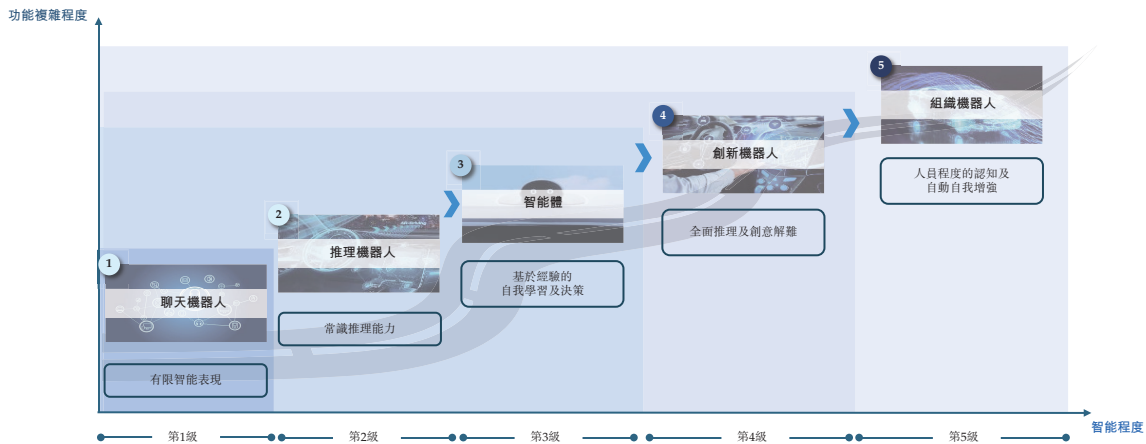 功能複雜程度
5
組織機器人
人員程度的認知及
自動自我增強
4
創新機器人
全面推理及創意解難
3
智能體
基於經驗的
自我學習及決策
2
推理機器人
常識推理能力
1
聊天機器人
有限智能表現
智能程度
第1級
第2級
第3級
第4級
第5級